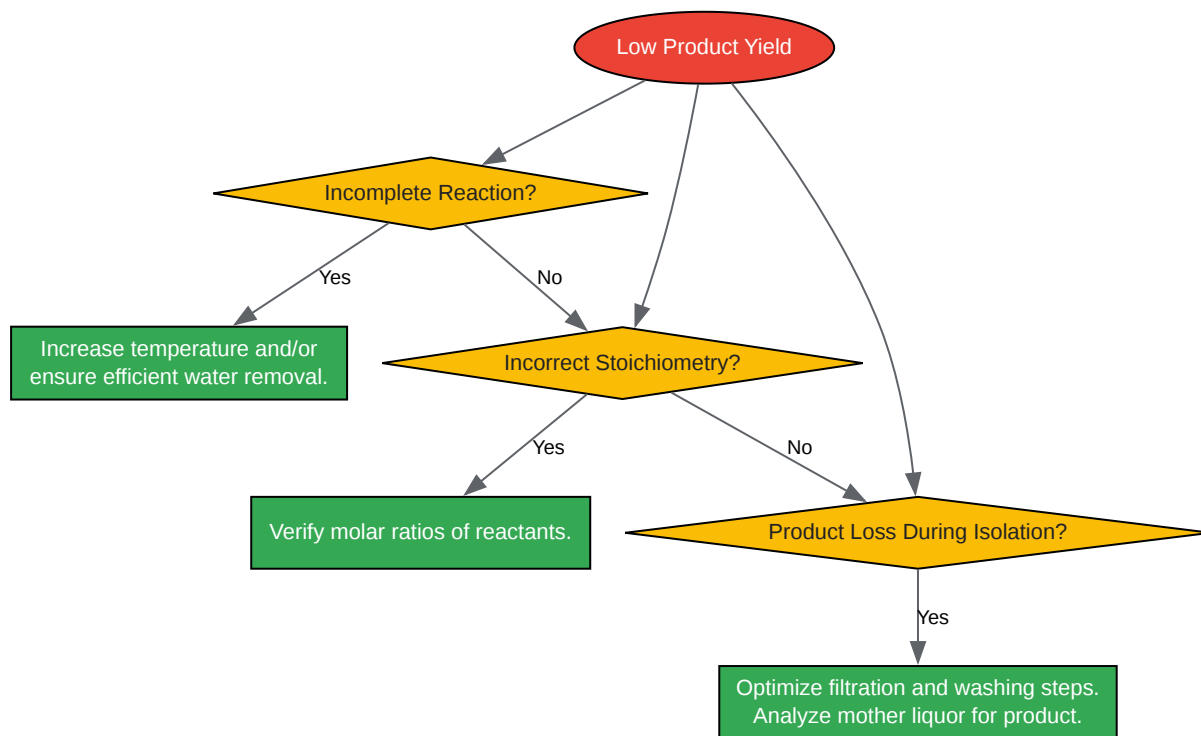 Low Product Yield
Incomplete Reaction?
Yes
No
Increase temperature and/or
ensure efficient water removal.
Incorrect Stoichiometry?
Yes
No
Verify molar ratios of reactants.
Product Loss During Isolation?
Yes
Optimize filtration and washing steps.
Analyze mother liquor for product.